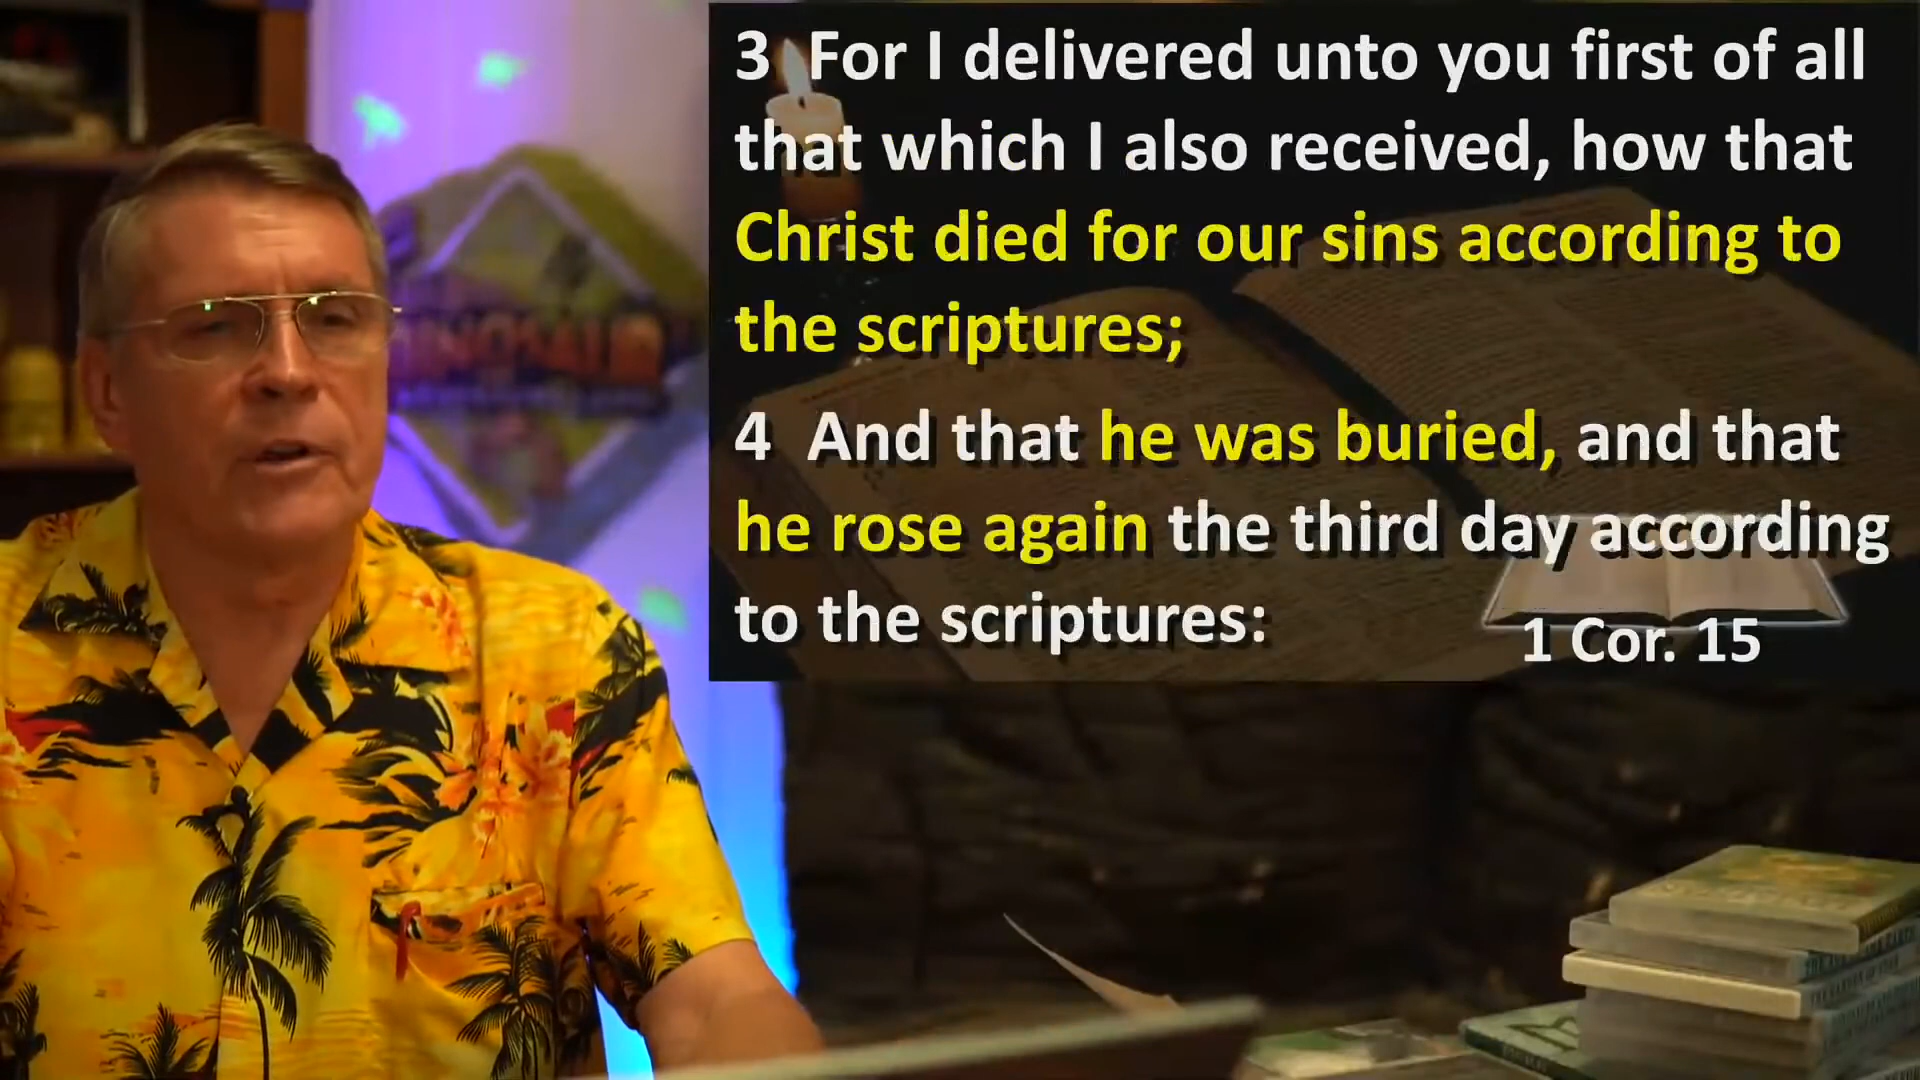 3 For I delivered unto you first of all
that which I also received, how that
Christ died for our sins according to
the scriptures;
4 And that he was buried, and that
he rose again the third day according
to the scriptures:
1 Cor. 15